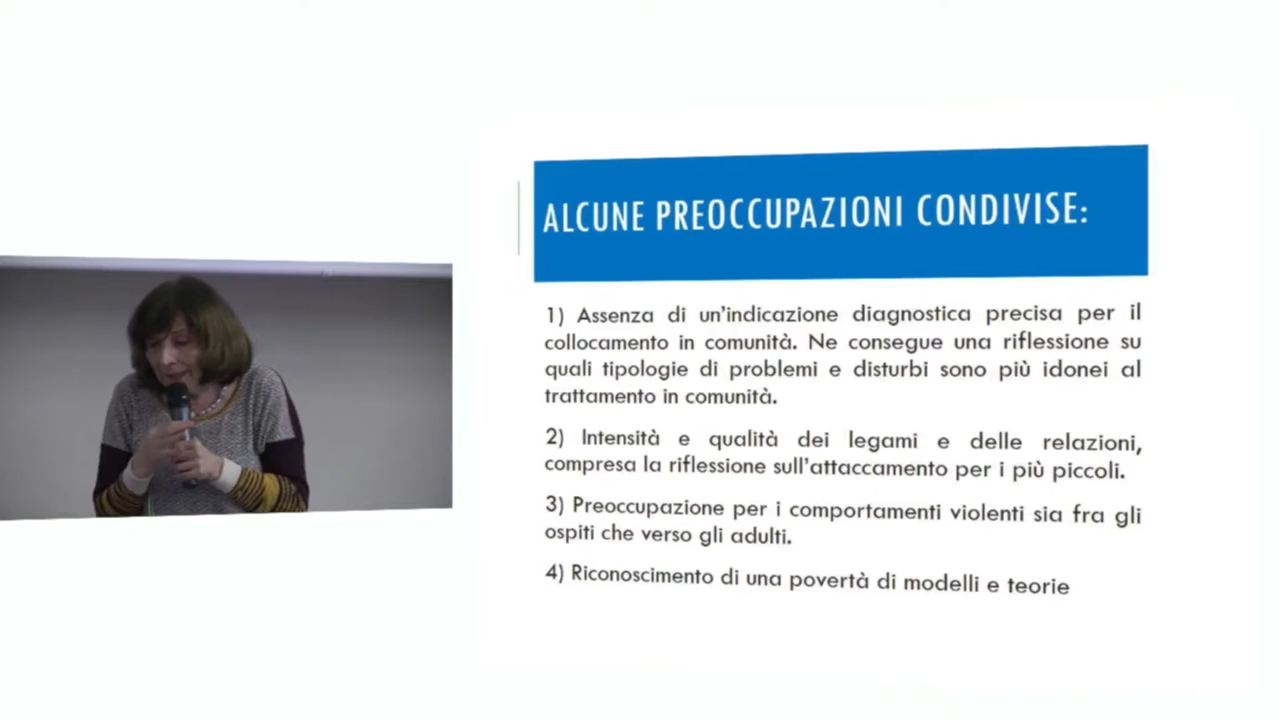 ALCUNE PREOCCUPAZIONI CONDIVISE:
1) Assenza di un'indicazione diagnostica precisa per il
collocamento in comunità. Ne consegue una riflessione su
quali tipologie di problemi e disturbi sono più idonei al
trattamento in comunità.
2) Intensità e qualità dei legami e delle relazioni,
compresa la riflessione sull'attaccamento per i più piccoli.
3) Preoccupazione per i comportamenti violenti sia fra gli
ospiti che verso gli adulti.
4) Riconoscimento di una povertà di modelli e teorie